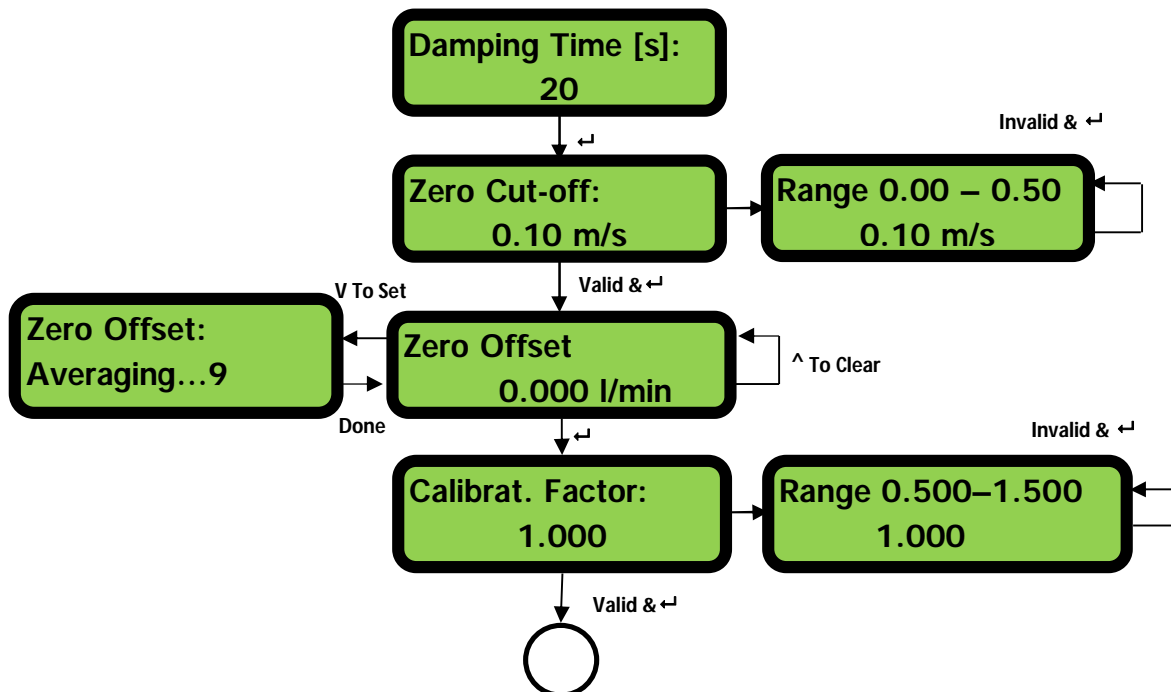 Damping Time [s]:
20
↵
Invalid & ↵
Zero Cut-off:
0.10 m/s
Range 0.00 – 0.50
0.10 m/s
Valid & ↵
V To Set
Zero Offset:
Averaging...9
Zero Offset
0.000 l/min
^ To Clear
Done
↵
Invalid & ↵
Calibrat. Factor:
1.000
Range 0.500–1.500
1.000
Valid & ↵